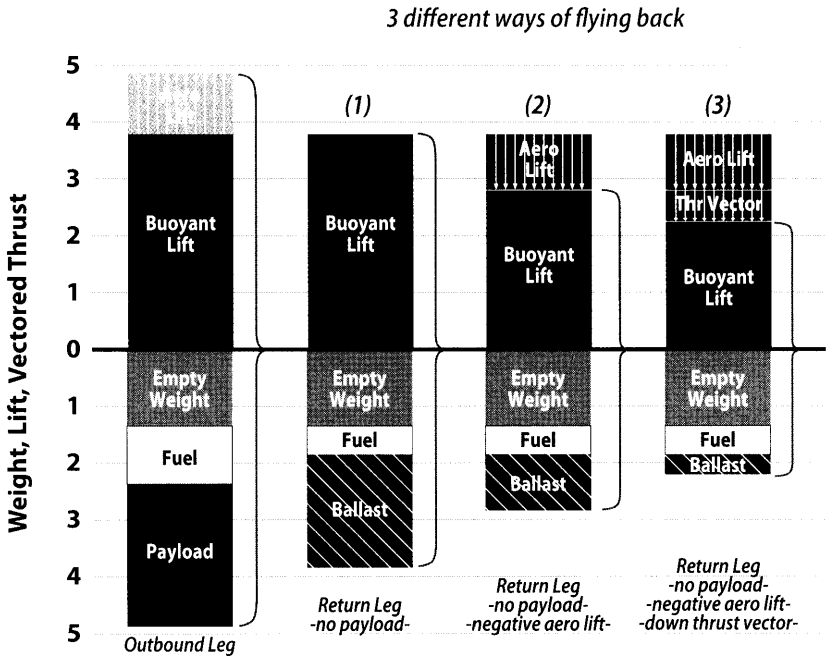 3 different ways of flying back
5
4
3
2
1
0
1
2
3
4
5
Weight, Lift, Vectored Thrust
Buoyant
Lift
Empty
Weight
Fuel
Payload
Outbound Leg
(1)
Buoyant
Lift
Empty
Weight
Fuel
Ballast
Return Leg
-no payload-
(2)
Aero
Lift
Buoyant
Lift
Empty
Weight
Fuel
Ballast
Return Leg
-no payload-
-negative aero lift-
(3)
Aero Lift
Thr Vector
Buoyant
Lift
Empty
Weight
Fuel
Ballast
Return Leg
-no payload-
-negative aero lift-
-down thrust vector-